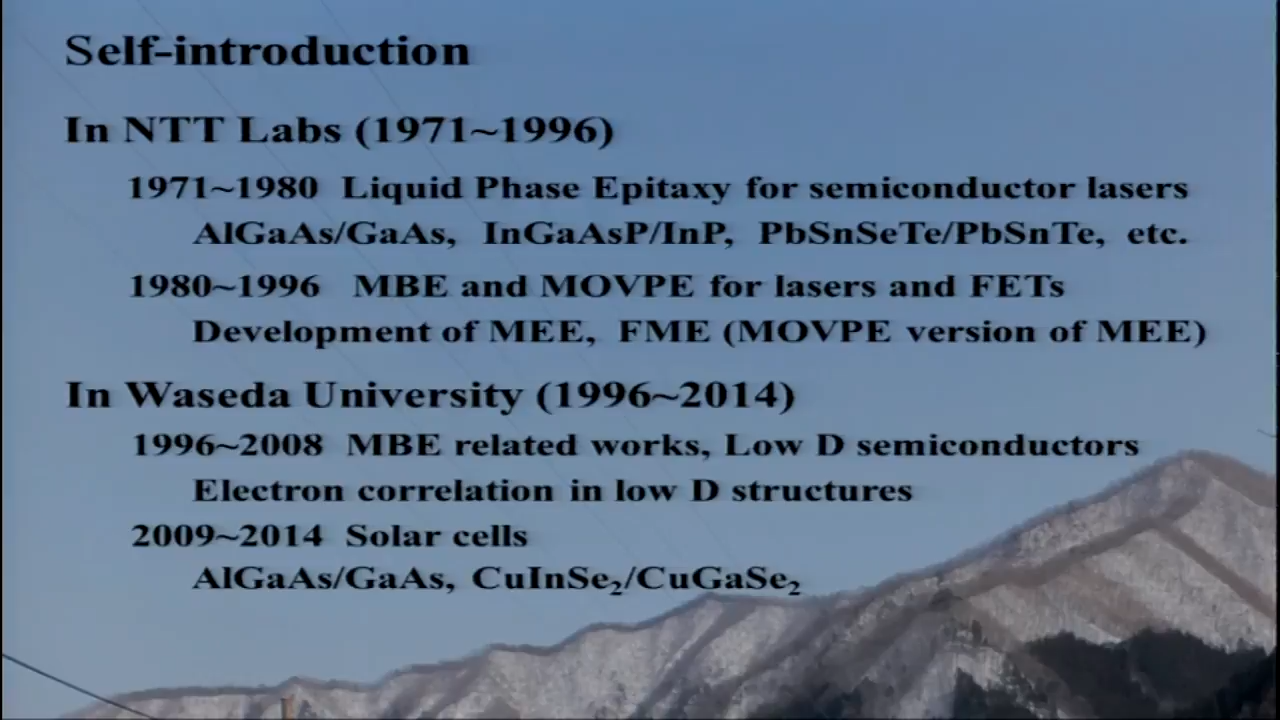 Self-introduction
In NTT Labs (1971~1996)
1971~1980 Liquid Phase Epitaxy for semiconductor lasers
AlGaAs/GaAs, InGaAsP/InP, PbSnSeTe/PbSnTe, etc.
1980~1996 MBE and MOVPE for lasers and FETs
Development of MEE, FME (MOVPE version of MEE)
In Waseda University (1996~2014)
1996~2008 MBE related works, Low D semiconductors
Electron correlation in low D structures
2009~2014 Solar cells
AlGaAs/GaAs, CuInSe₂/CuGaSe₂